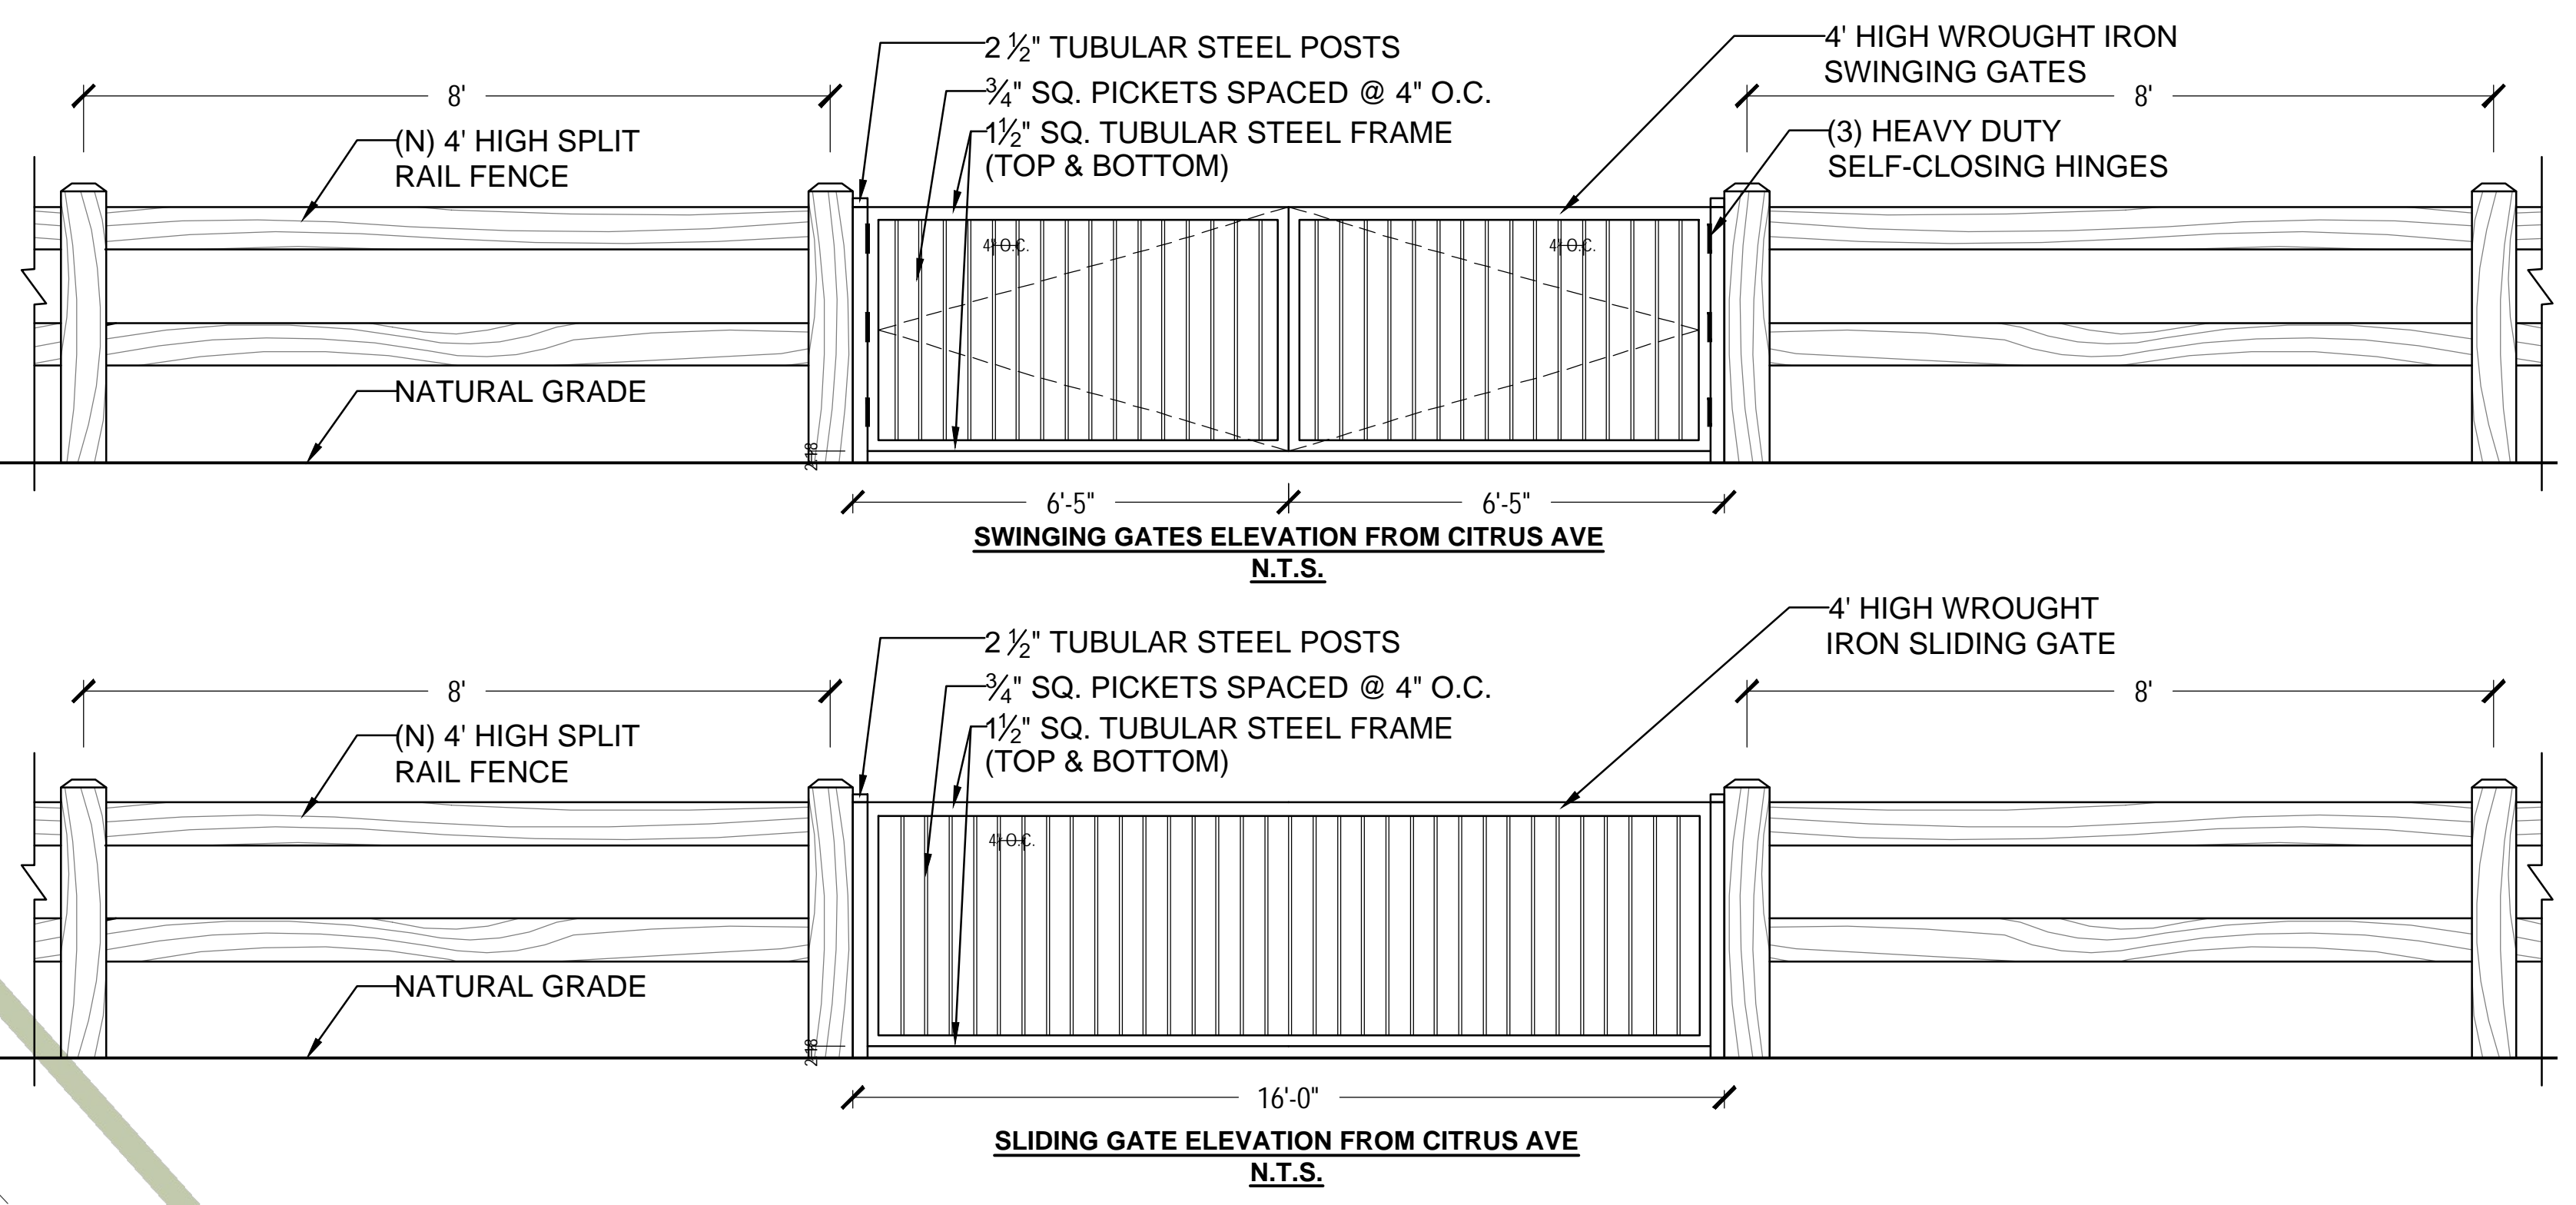 2 ½" TUBULAR STEEL POSTS
¾" SQ. PICKETS SPACED @ 4" O.C.
1½" SQ. TUBULAR STEEL FRAME
(TOP & BOTTOM)
4' HIGH WROUGHT IRON
SWINGING GATES
8'
8'
(3) HEAVY DUTY
SELF-CLOSING HINGES
(N) 4' HIGH SPLIT
RAIL FENCE
4" O.C.
4" O.C.
NATURAL GRADE
6'-5"
6'-5"
SWINGING GATES ELEVATION FROM CITRUS AVE
N.T.S.
2 ½" TUBULAR STEEL POSTS
¾" SQ. PICKETS SPACED @ 4" O.C.
1½" SQ. TUBULAR STEEL FRAME
(TOP & BOTTOM)
4' HIGH WROUGHT
IRON SLIDING GATE
8'
8'
(N) 4' HIGH SPLIT
RAIL FENCE
4" O.C.
NATURAL GRADE
16'-0"
SLIDING GATE ELEVATION FROM CITRUS AVE
N.T.S.